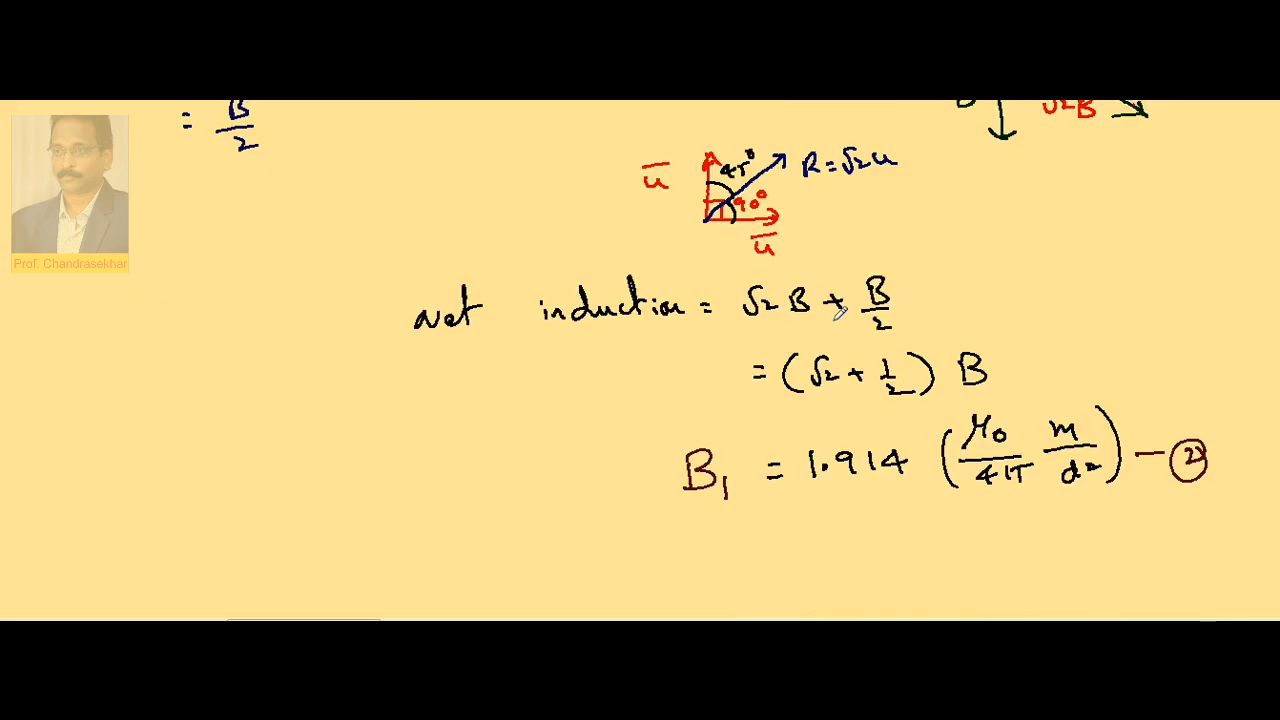 = B/2
√2B
Prof. Chandrasekhar
u̅ 45° 90° R = √2u
u̅
net induction = √2 B + B/2
= (√2 + 1/2) B
B₁ = 1.914 (μ₀/4π m/d²) — ②